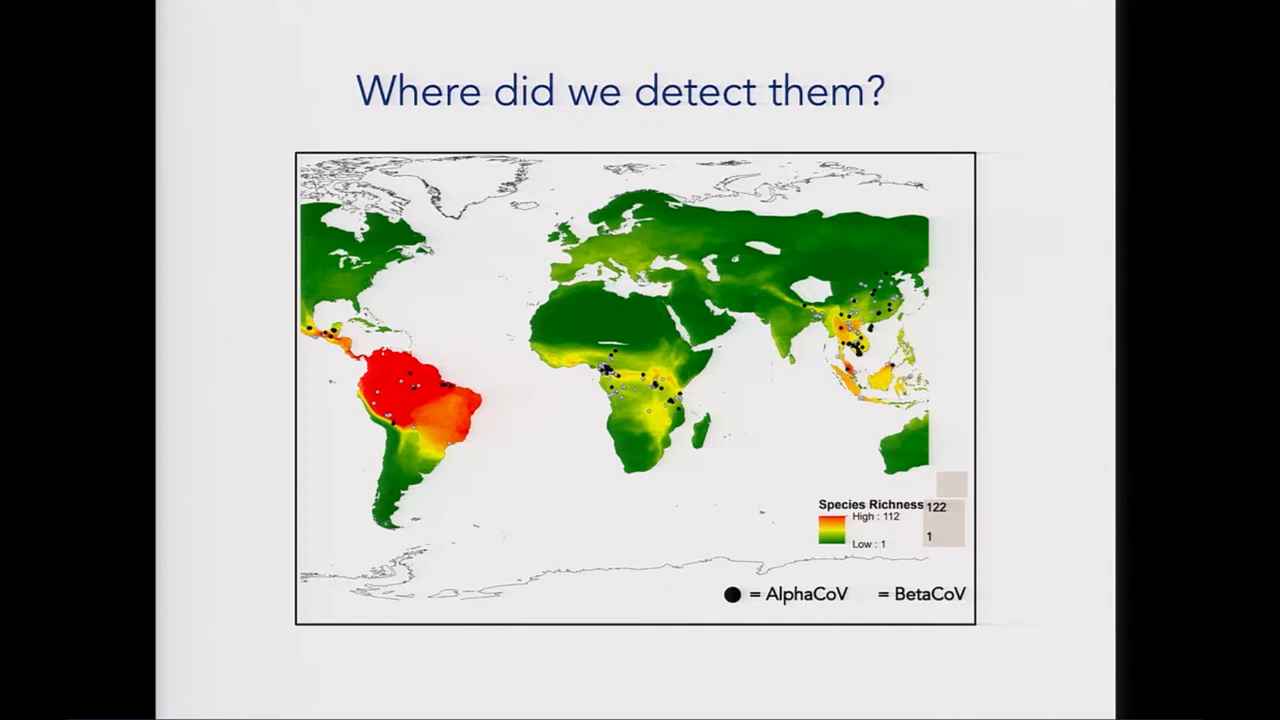 Where did we detect them?
Species Richness
High : 112
Low : 1
122
1
= AlphaCoV
= BetaCoV